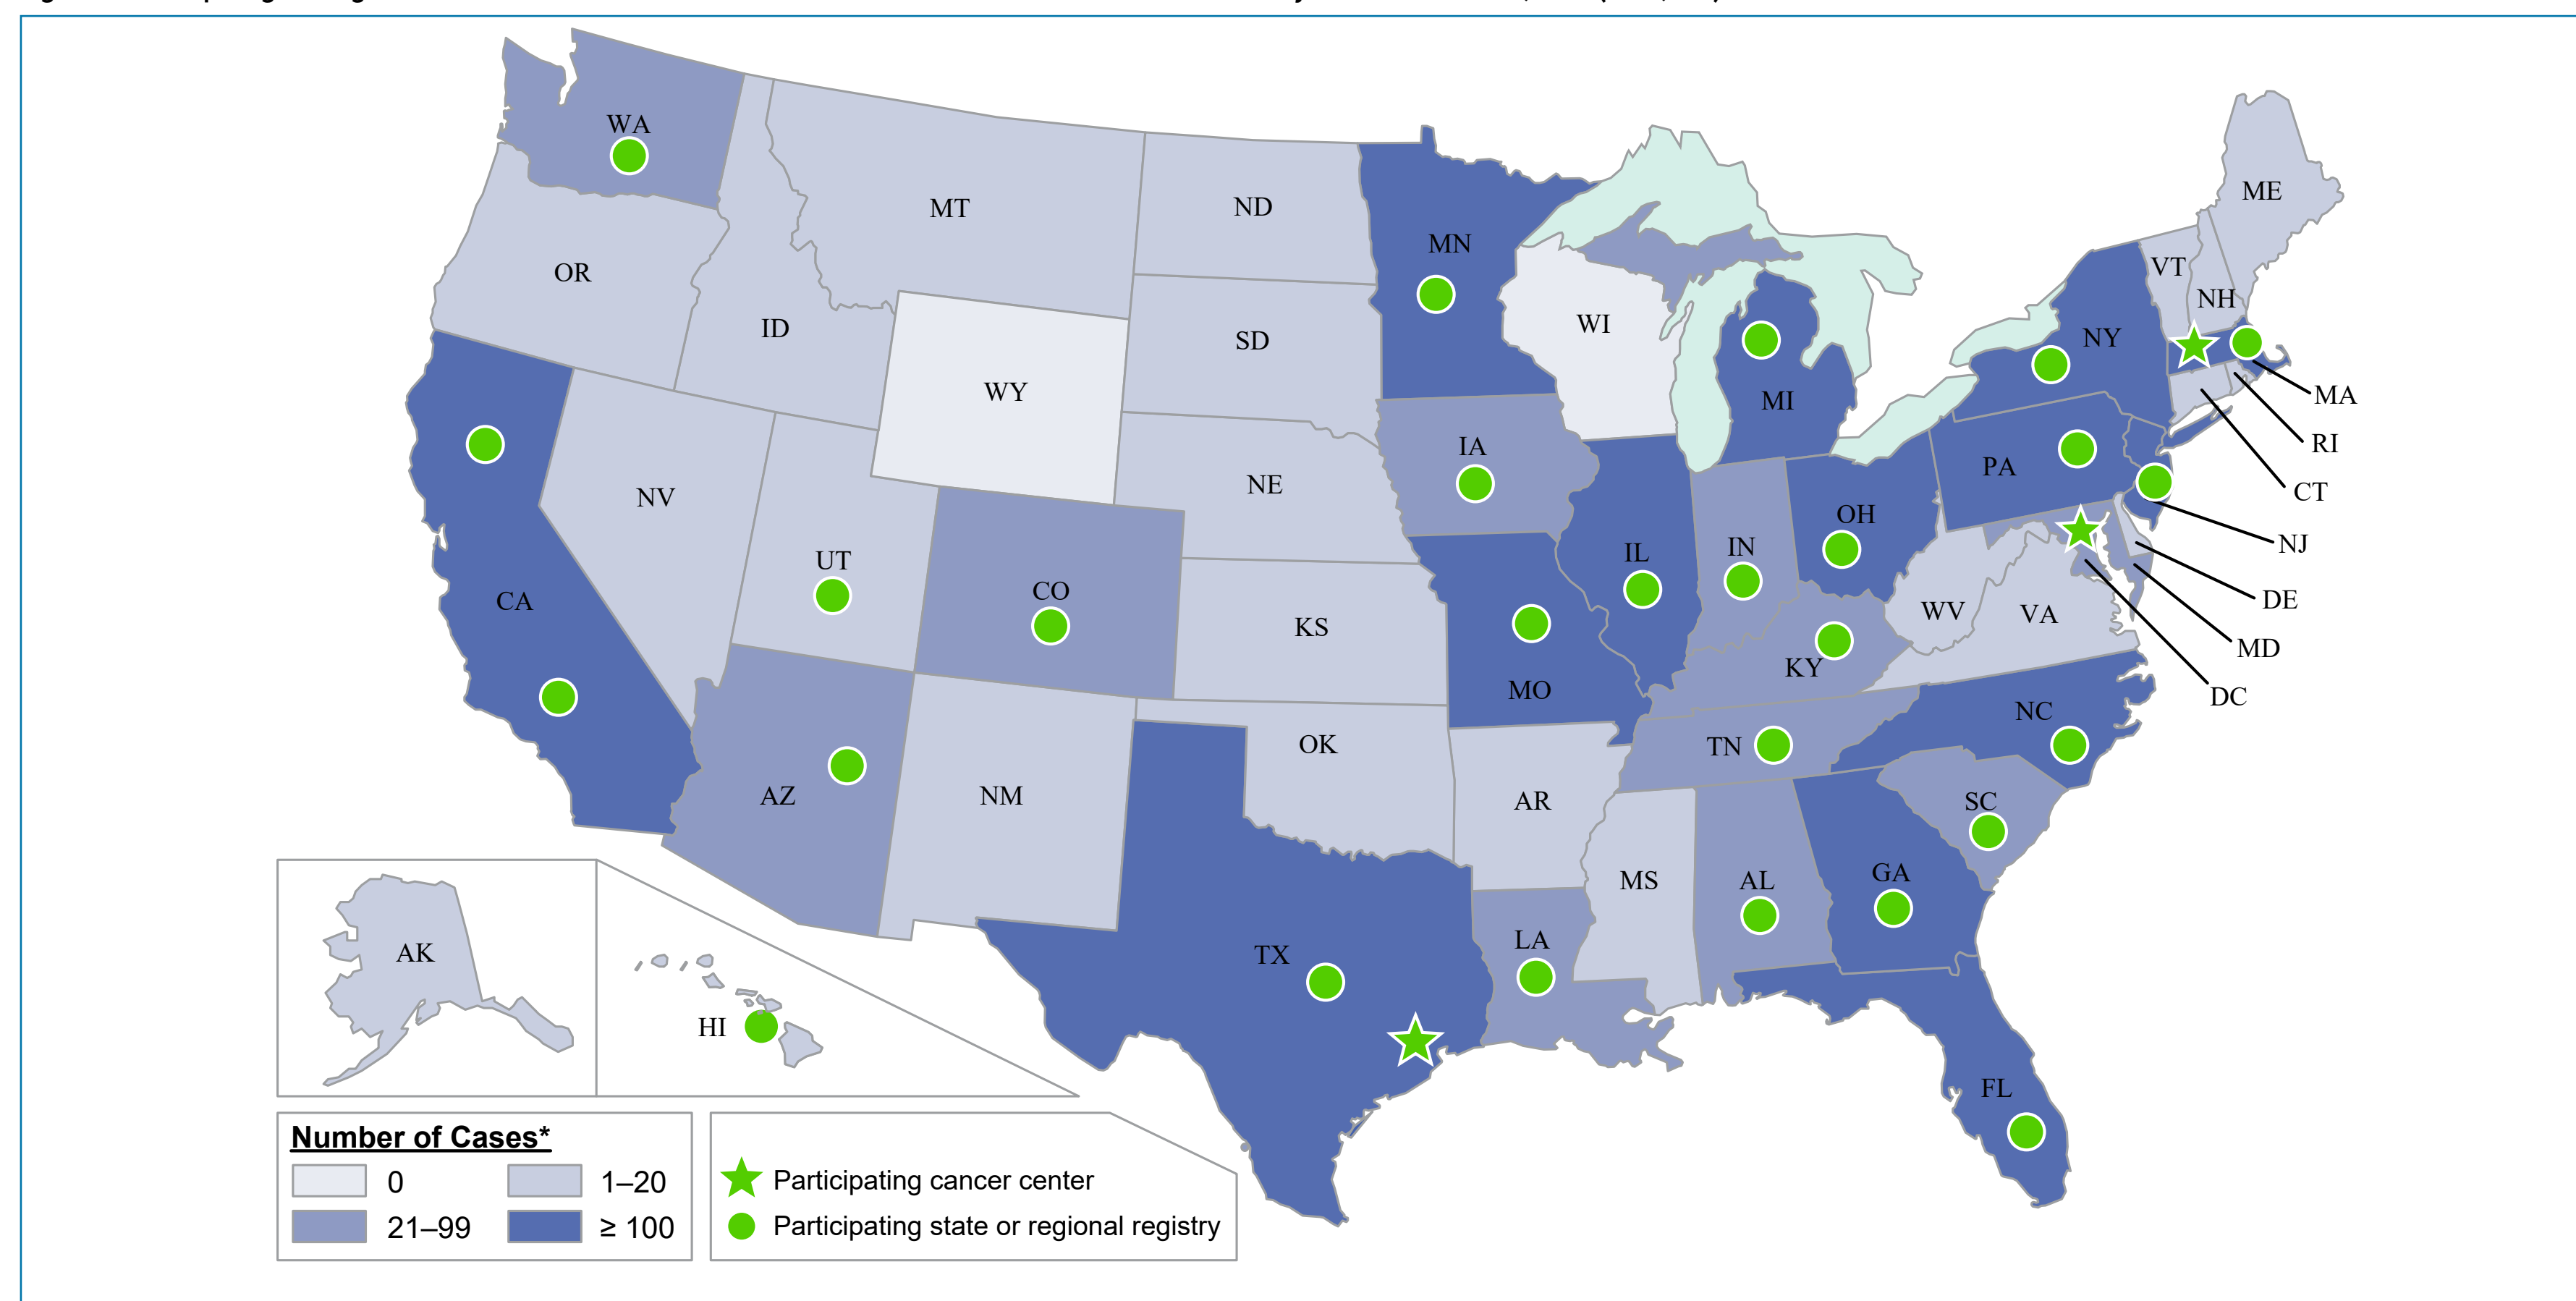 WA
MT
ND
MN
ME
OR
VT
NH
ID
SD
WI
NY
WY
MI
MA
IA
RI
NV
NE
PA
CT
OH
UT
IL
IN
NJ
CO
DE
CA
KS
WV
VA
MD
KY
MO
DC
NC
OK
TN
AZ
NM
AR
SC
MS
AL
GA
AK
TX
LA
HI
FL
Number of Cases*
0
1–20
21–99
≥ 100
Participating cancer center
Participating state or regional registry